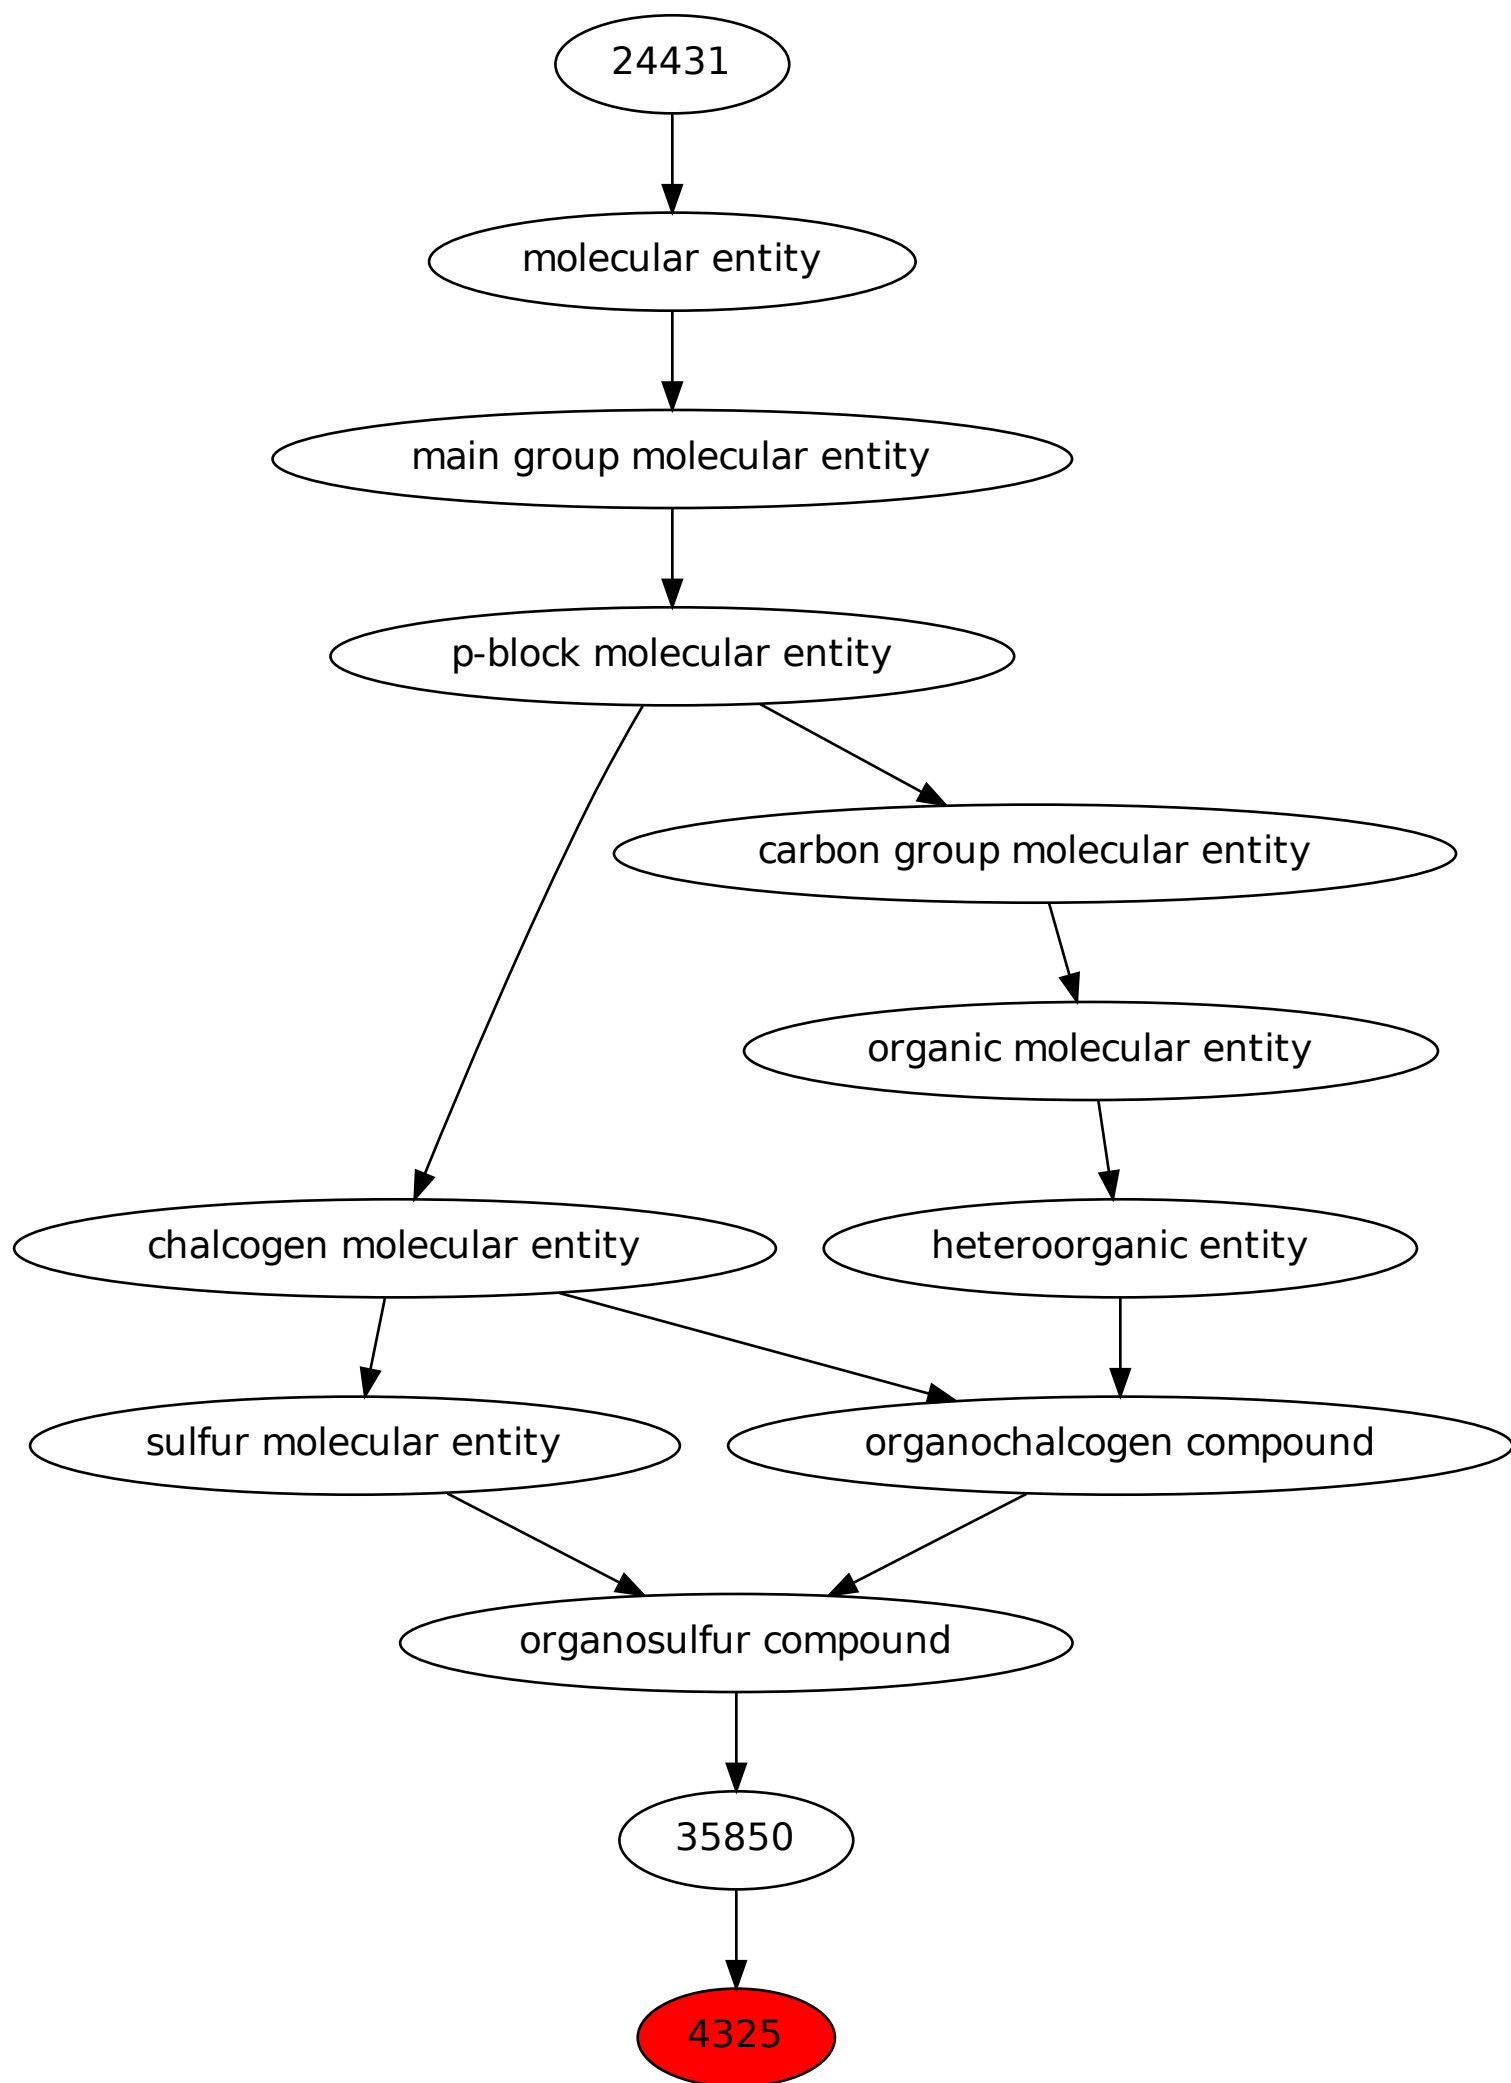 24431
molecular entity
main group molecular entity
p-block molecular entity
carbon group molecular entity
organic molecular entity
chalcogen molecular entity
heteroorganic entity
sulfur molecular entity
organochalcogen compound
organosulfur compound
35850
4325